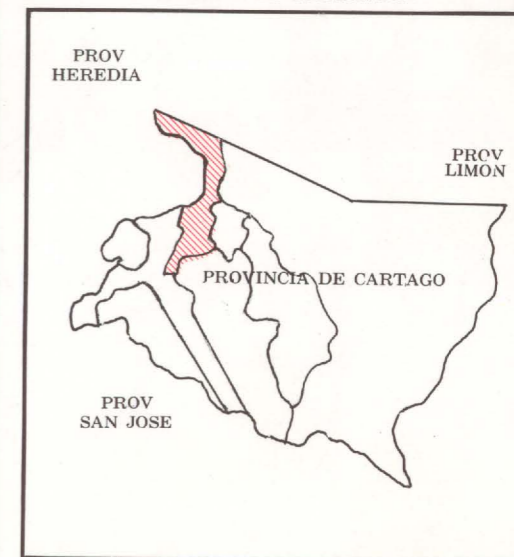 PROV
HEREDIA
PROV
LIMON
PROVINCIA DE CARTAGO
PROV
SAN JOSE